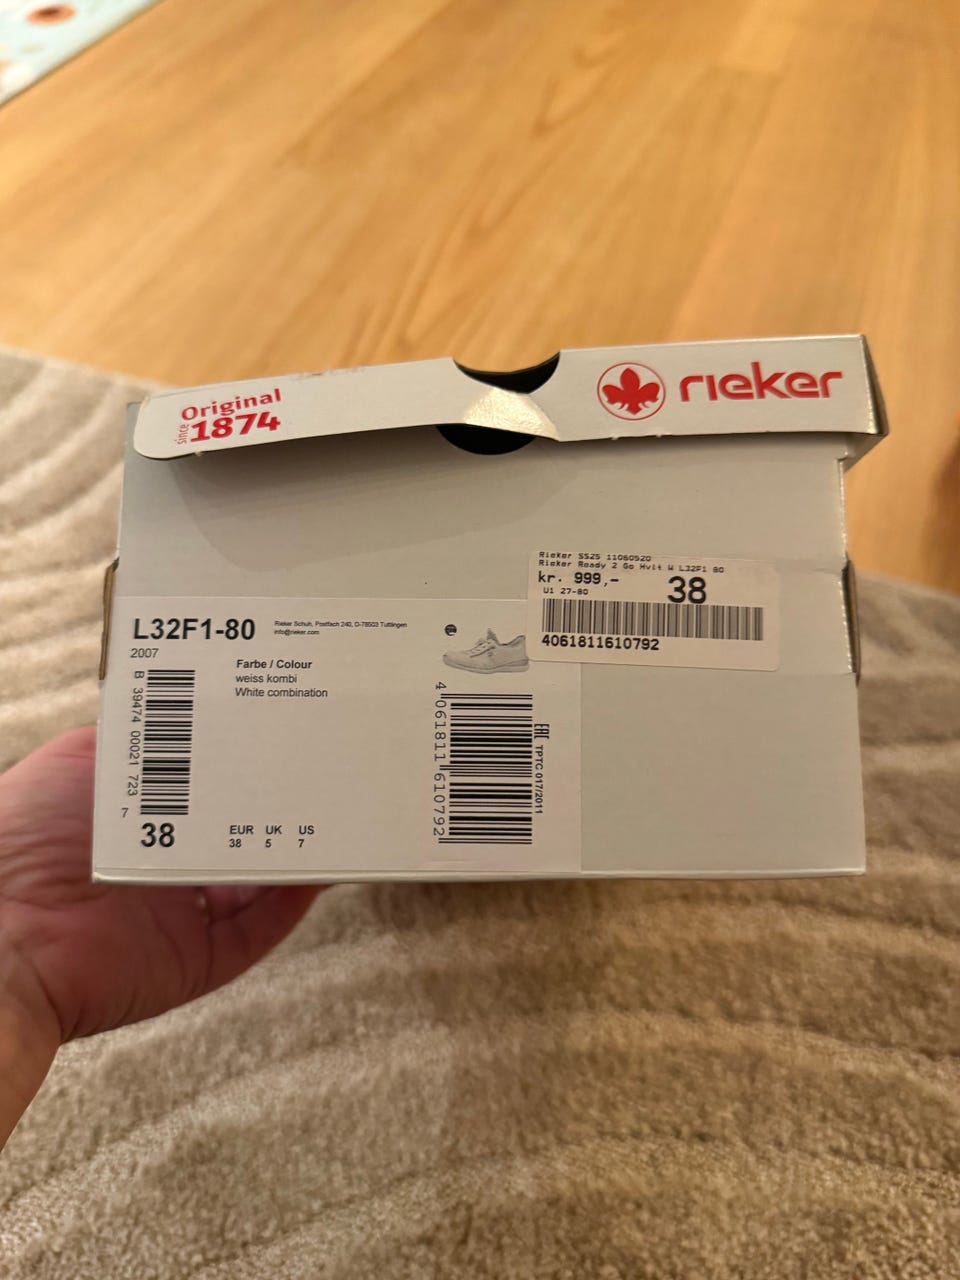 Original
since 1874
rieker
Rieker SS25 11060520
Rieker Ready 2 Go Hvit W L32F1 80
kr. 999,-
38
U1 27-80
4061811610792
L32F1-80
2007
Rieker Schuh, Postfach 240, D-78503 Tuttlingen
info@rieker.com
Farbe / Colour
weiss kombi
White combination
B 39474 00021 723 7
38
EUR UK US
38 5 7
4 061811 610792
EAC TPTC 017/2011